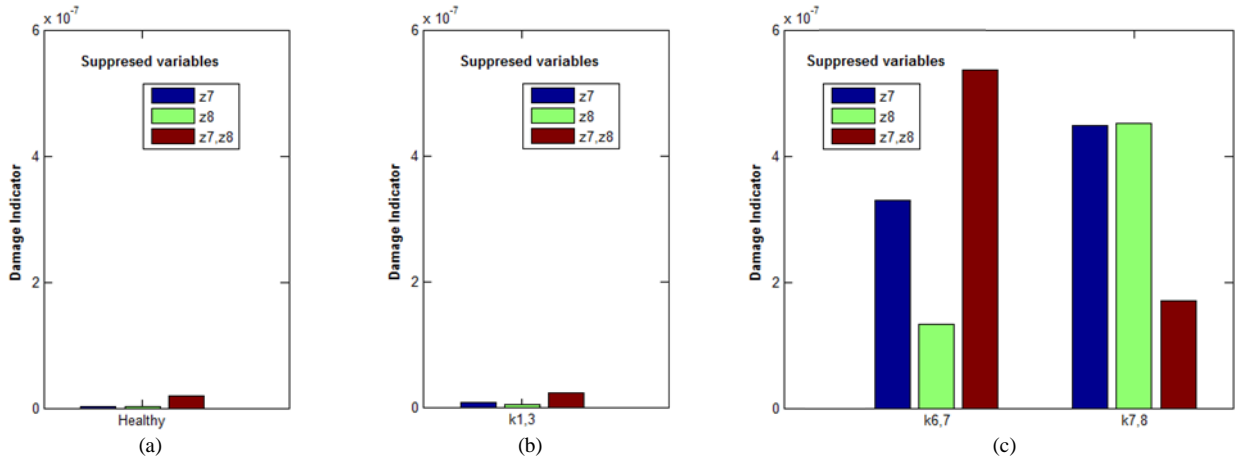 x 10⁻⁷
6
4
2
0
Damage Indicator
Suppresed variables
z7
z8
z7,z8
Healthy
(a)
x 10⁻⁷
6
4
2
0
Damage Indicator
Suppresed variables
z7
z8
z7,z8
k1,3
(b)
x 10⁻⁷
6
4
2
0
Damage Indicator
Suppresed variables
z7
z8
z7,z8
k6,7 k7,8
(c)